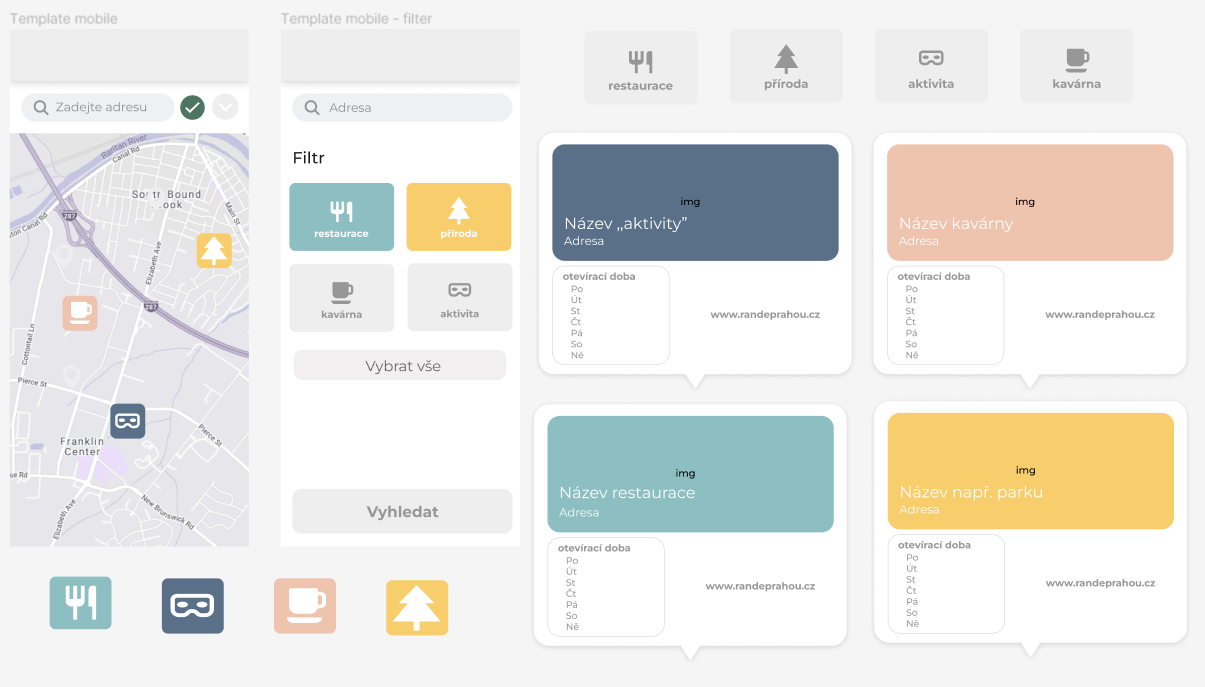 Template mobile
Zadejte adresu
Raritan River
Canal Rd
Bound
Main St
Canal Rd
287
Elizabeth Ave
287
Cottontail Ln
Pierce St
Pierce St
Franklin
Center
Rd
New Brunswick Rd
Elizabeth Ave
Template mobile - filter
Adresa
Filtr
restaurace
příroda
kavárna
aktivita
Vybrat vše
Vyhledat
restaurace
příroda
aktivita
kavárna
img
Název „aktivity”
Adresa
otevírací doba
Po
Út
St
Čt
Pá
So
Ně
www.randeprahou.cz
img
Název kavárny
Adresa
otevírací doba
Po
Út
St
Čt
Pá
So
Ně
www.randeprahou.cz
img
Název restaurace
Adresa
otevírací doba
Po
Út
St
Čt
Pá
So
Ně
www.randeprahou.cz
img
Název např. parku
Adresa
otevírací doba
Po
Út
St
Čt
Pá
So
Ně
www.randeprahou.cz